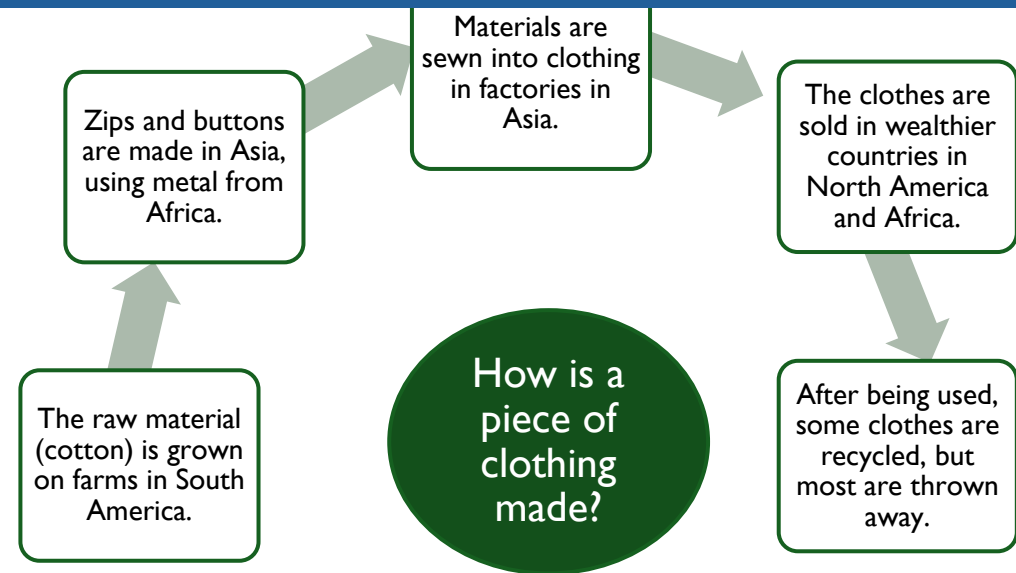 The raw material
(cotton) is grown
on farms in South
America.
Zips and buttons
are made in Asia,
using metal from
Africa.
Materials are
sewn into clothing
in factories in
Asia.
The clothes are
sold in wealthier
countries in
North America
and Africa.
After being used,
some clothes are
recycled, but
most are thrown
away.
How is a
piece of
clothing
made?